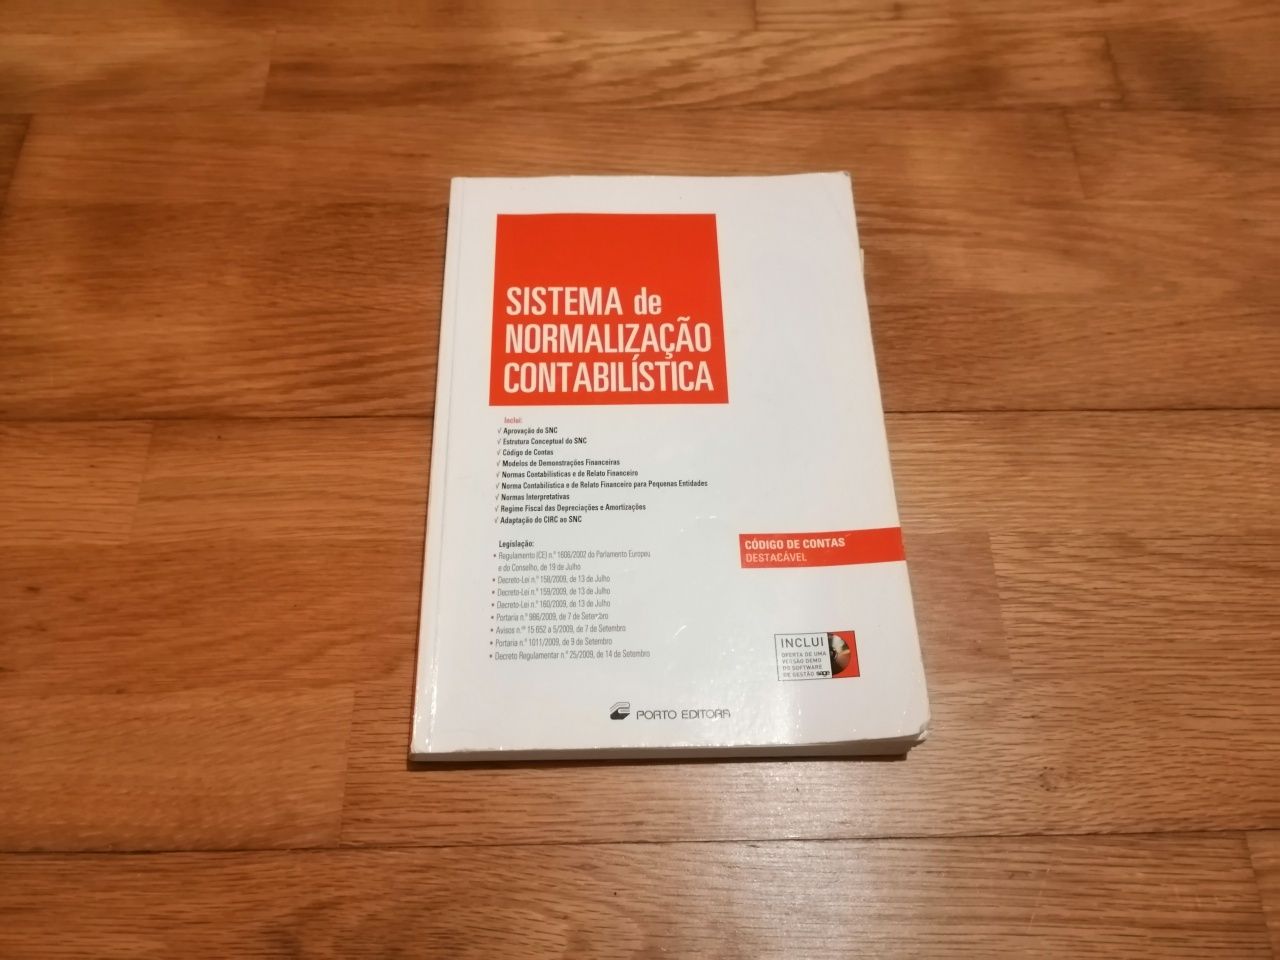 SISTEMA de
NORMALIZAÇÃO
CONTABILÍSTICA
Inclui:
√ Aprovação do SNC
√ Estrutura Conceptual do SNC
√ Código de Contas
√ Modelos de Demonstrações Financeiras
√ Normas Contabilísticas e de Relato Financeiro
√ Norma Contabilística e de Relato Financeiro para Pequenas Entidades
√ Normas Interpretativas
√ Regime Fiscal das Depreciações e Amortizações
√ Adaptação do CIRC ao SNC
Legislação:
• Regulamento (CE) n.º 1606/2002 do Parlamento Europeu
e do Conselho, de 19 de Julho
• Decreto-Lei n.º 158/2009, de 13 de Julho
• Decreto-Lei n.º 159/2009, de 13 de Julho
• Decreto-Lei n.º 160/2009, de 13 de Julho
• Portaria n.º 986/2009, de 7 de Setembro
• Avisos n.ºs 15 652 a 5/2009, de 7 de Setembro
• Portaria n.º 1011/2009, de 9 de Setembro
• Decreto Regulamentar n.º 25/2009, de 14 de Setembro
CÓDIGO DE CONTAS
DESTACÁVEL
INCLUI
OFERTA DE UMA
VERSÃO DEMO
DO SOFTWARE
DE GESTÃO sage
PORTO EDITORA